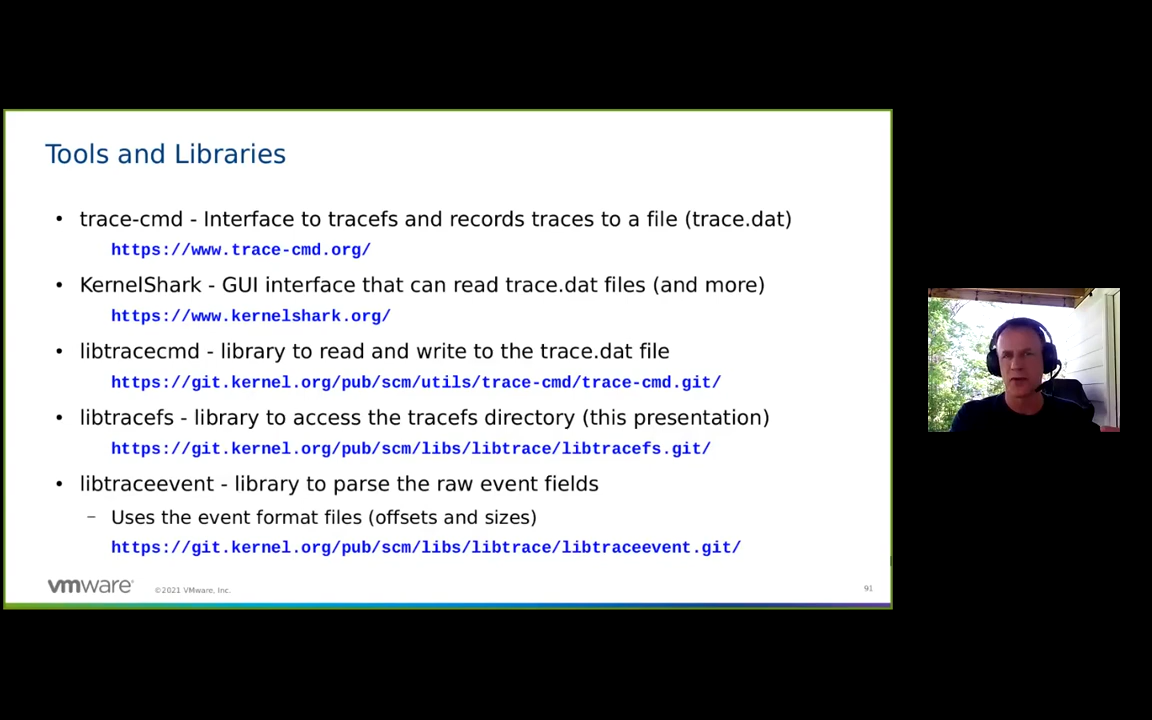 Tools and Libraries
• trace-cmd - Interface to tracefs and records traces to a file (trace.dat)
https://www.trace-cmd.org/
• KernelShark - GUI interface that can read trace.dat files (and more)
https://www.kernelshark.org/
• libtracecmd - library to read and write to the trace.dat file
https://git.kernel.org/pub/scm/utils/trace-cmd/trace-cmd.git/
• libtracefs - library to access the tracefs directory (this presentation)
https://git.kernel.org/pub/scm/libs/libtrace/libtracefs.git/
• libtraceevent - library to parse the raw event fields
– Uses the event format files (offsets and sizes)
https://git.kernel.org/pub/scm/libs/libtrace/libtraceevent.git/
vmware®
©2021 VMware, Inc.
91